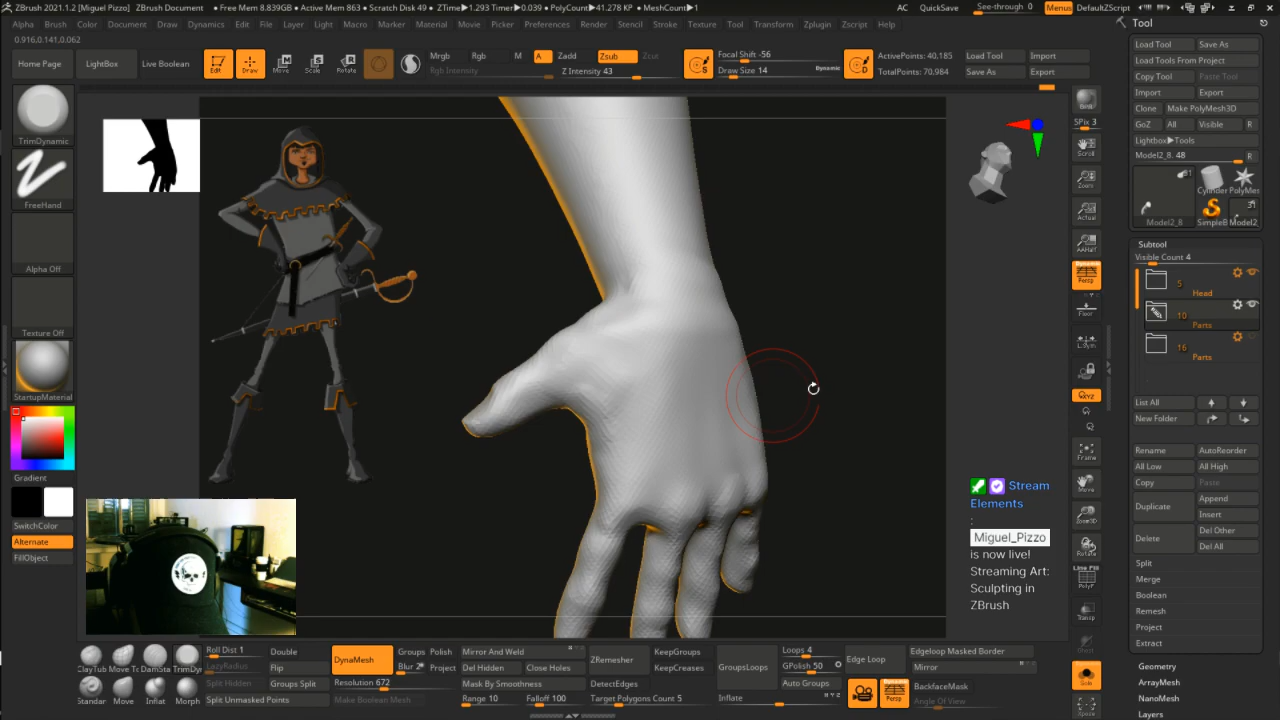 ZBrush 2021.1.2 [Miguel Pizzo]
ZBrush Document
● Free Mem 8.839GB ● Active Mem 863 ● Scratch Disk 49 ● ZTime▶1.293 Timer▶0.039 ● PolyCount▶41.278 KP ● MeshCount▶1
AC
QuickSave
See-through 0
Menus
DefaultZScript
Alpha
Brush
Color
Document
Draw
Dynamics
Edit
File
Layer
Light
Macro
Marker
Material
Movie
Picker
Preferences
Render
Stencil
Stroke
Texture
Tool
Transform
Zplugin
Zscript
Help
0.916,0.141,0.062
Home Page
LightBox
Live Boolean
Edit
Draw
Move
Scale
Rotate
Mrgb
Rgb
M
A
Zadd
Zsub
Zcut
Rgb Intensity
Z Intensity 43
Focal Shift -56
Draw Size 14
Dynamic
ActivePoints: 40,185
TotalPoints: 70,984
Load Tool
Import
Save As
Export
TrimDynamic
FreeHand
Alpha Off
Texture Off
StartupMaterial
Gradient
SwitchColor
Alternate
FillObject
SPix 3
Scroll
Zoom
Actual
AAHalf
Dynamic
Persp
Floor
L.Sym
Frame
Move
Zoom3D
Rotate
Line Fill
PolyF
Transp
Solo
Xpose
Tool
Load Tool
Save As
Load Tools From Project
Copy Tool
Paste Tool
Import
Export
Clone
Make PolyMesh3D
GoZ
All
Visible
R
Lightbox▶Tools
Model2_8. 48
R
Model2_8
Cylinder
PolyMes
SimpleB
Model2_
Subtool
Visible Count 4
5
Head
10
Parts
16
Parts
List All
New Folder
Rename
AutoReorder
All Low
All High
Copy
Paste
Duplicate
Append
Insert
Delete
Del Other
Del All
Split
Merge
Boolean
Remesh
Project
Extract
Geometry
ArrayMesh
NanoMesh
Layers
Stream
Elements
:
Miguel_Pizzo
is now live!
Streaming Art:
Sculpting in
ZBrush
ClayTub
Move Tc
DamSta
TrimDy
Standar
Move
Inflat
Morph
Roll Dist 1
LazyRadius
Split Hidden
Split Unmasked Points
Double
Flip
Groups Split
DynaMesh
Groups
Polish
Blur 2
Project
Resolution 672
Make Boolean Mesh
Mirror And Weld
Del Hidden
Close Holes
Mask By Smoothness
Range 10
Falloff 100
ZRemesher
DetectEdges
Target Polygons Count 5
KeepGroups
KeepCreases
GroupsLoops
Inflate
Loops 4
GPolish 50
Auto Groups
Edge Loop
Persp
Edgeloop Masked Border
Mirror
BackfaceMask
Angle Of View